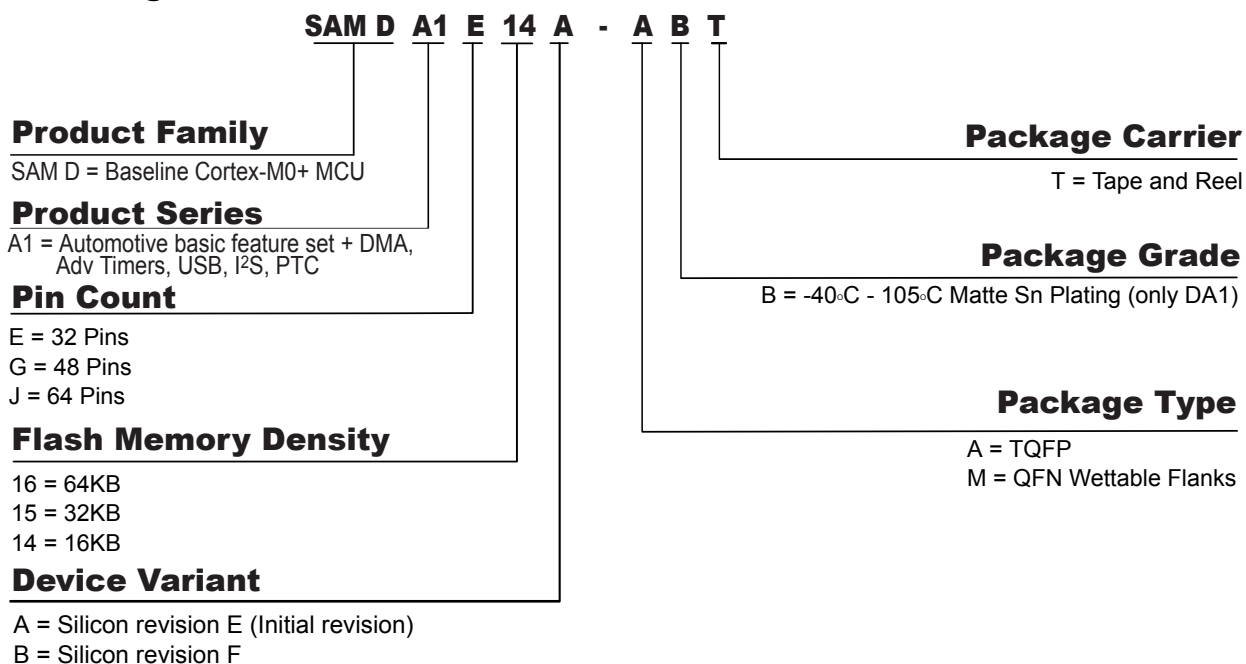 SAM D A1 E 14 A - A B T
Product Family
SAM D = Baseline Cortex-M0+ MCU
Product Series
A1 = Automotive basic feature set + DMA,
Adv Timers, USB, I²S, PTC
Pin Count
E = 32 Pins
G = 48 Pins
J = 64 Pins
Flash Memory Density
16 = 64KB
15 = 32KB
14 = 16KB
Device Variant
A = Silicon revision E (Initial revision)
B = Silicon revision F
Package Carrier
T = Tape and Reel
Package Grade
B = -40◦C - 105◦C Matte Sn Plating (only DA1)
Package Type
A = TQFP
M = QFN Wettable Flanks